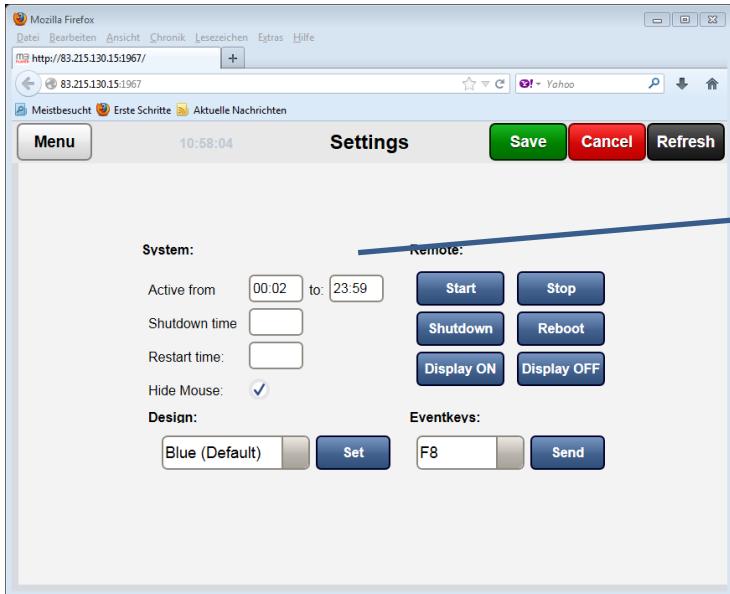 Mozilla Firefox
Datei Bearbeiten Ansicht Chronik Lesezeichen Extras Hilfe
http://83.215.130.15:1967/ +
83.215.130.15:1967 Yahoo
Meistbesucht Erste Schritte Aktuelle Nachrichten
Menu 10:58:04 Settings Save Cancel Refresh
System: Remote:
Active from 00:02 to: 23:59 Start Stop
Shutdown time Shutdown Reboot
Restart time: Display ON Display OFF
Hide Mouse:
Design: Eventkeys:
Blue (Default) Set F8 Send